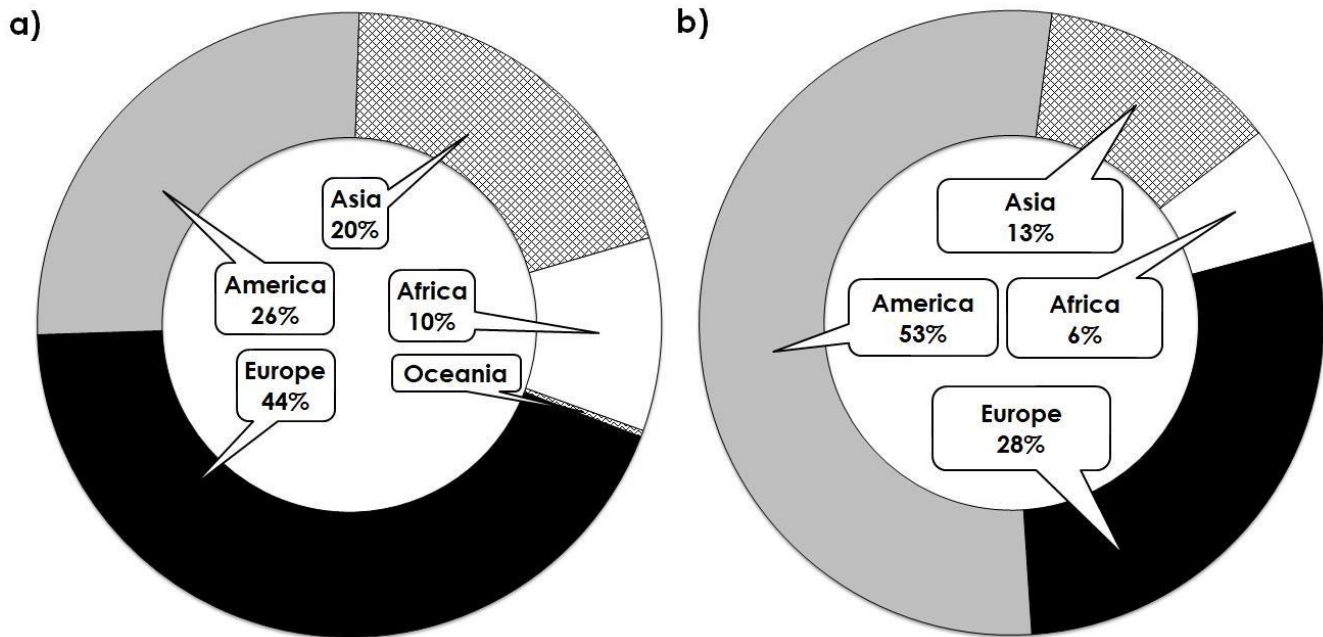 a)
Asia
20%
America
26%
Africa
10%
Europe
44%
Oceania
b)
Asia
13%
America
53%
Africa
6%
Europe
28%